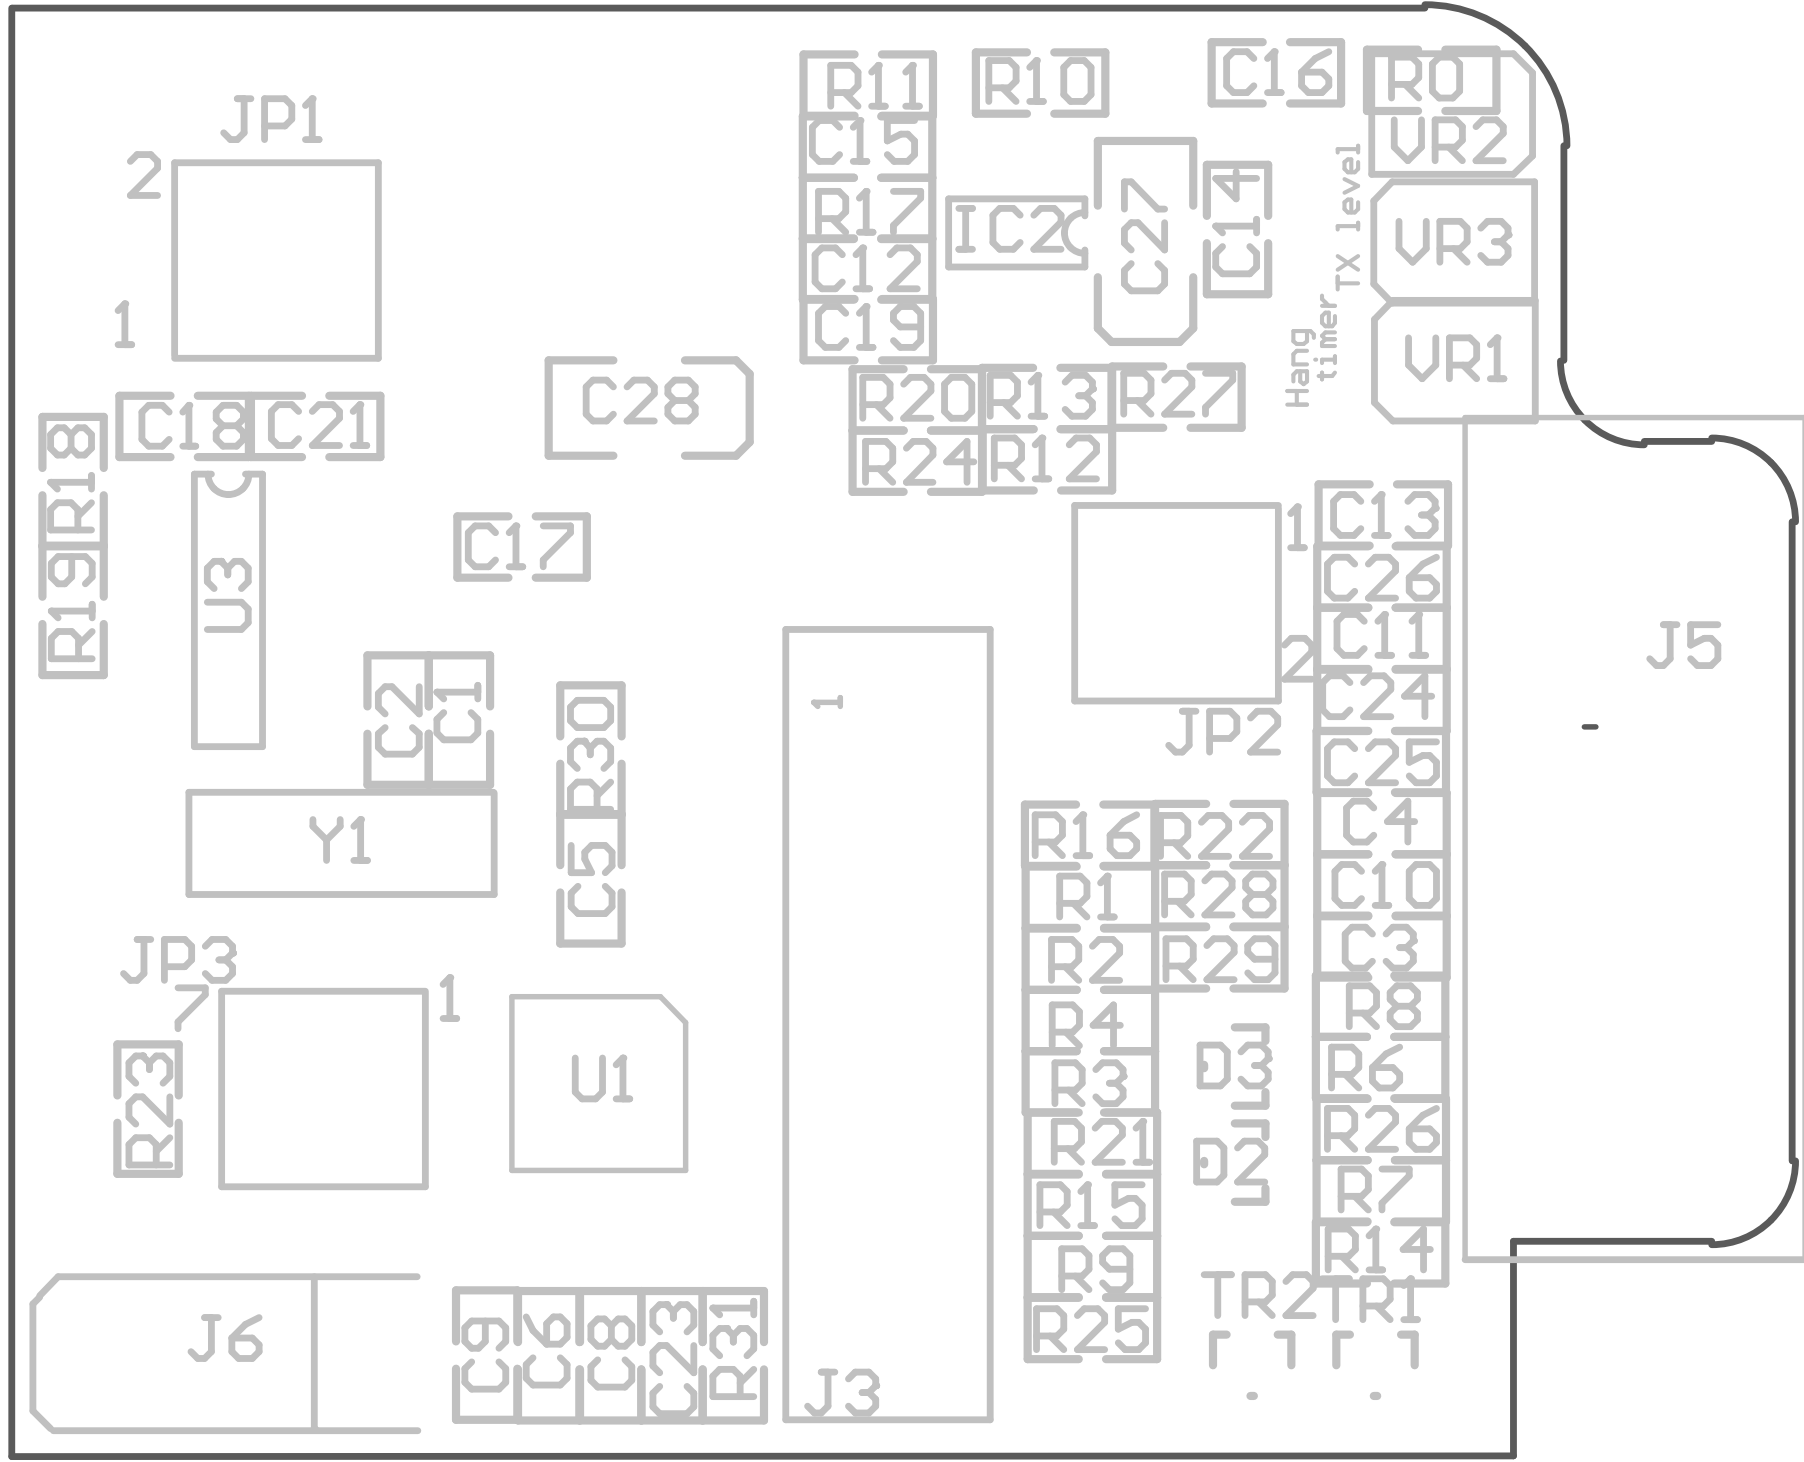 R11
R10
C16
R0
JP1
C15
VR2
2
R17
IC2
C27
C14
TX level
VR3
C12
1
C19
Hang
timer
VR1
C28
R20
R13
R27
C18
C21
R18
R24
R12
C17
1
C13
U3
R19
C26
C11
J5
2
C2
C1
R30
1
C24
JP2
C25
Y1
C5
R16
R22
C4
R1
R28
C10
JP3
R2
R29
C3
7
1
R4
R8
R23
U1
R3
D3
R6
R21
D2
R26
R15
R7
R9
R14
J6
C9
C6
C8
C23
R31
J3
R25
TR2
TR1